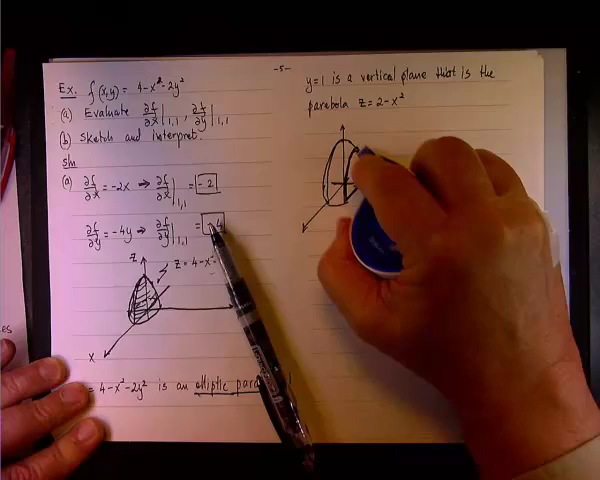 -5-
Ex. f(x,y) = 4-x²-2y²
(a) Evaluate ∂f/∂x|1,1 , ∂f/∂y|1,1
(b) Sketch and interpret.
Sln
(a) ∂f/∂x = -2x → ∂f/∂x|1,1 = -2
∂f/∂y = -4y → ∂f/∂y|1,1 = -4
z
z = 4-x²-
x
= 4-x²-2y² is an elliptic
y=1 is a vertical plane that is the
parabola z=2-x²